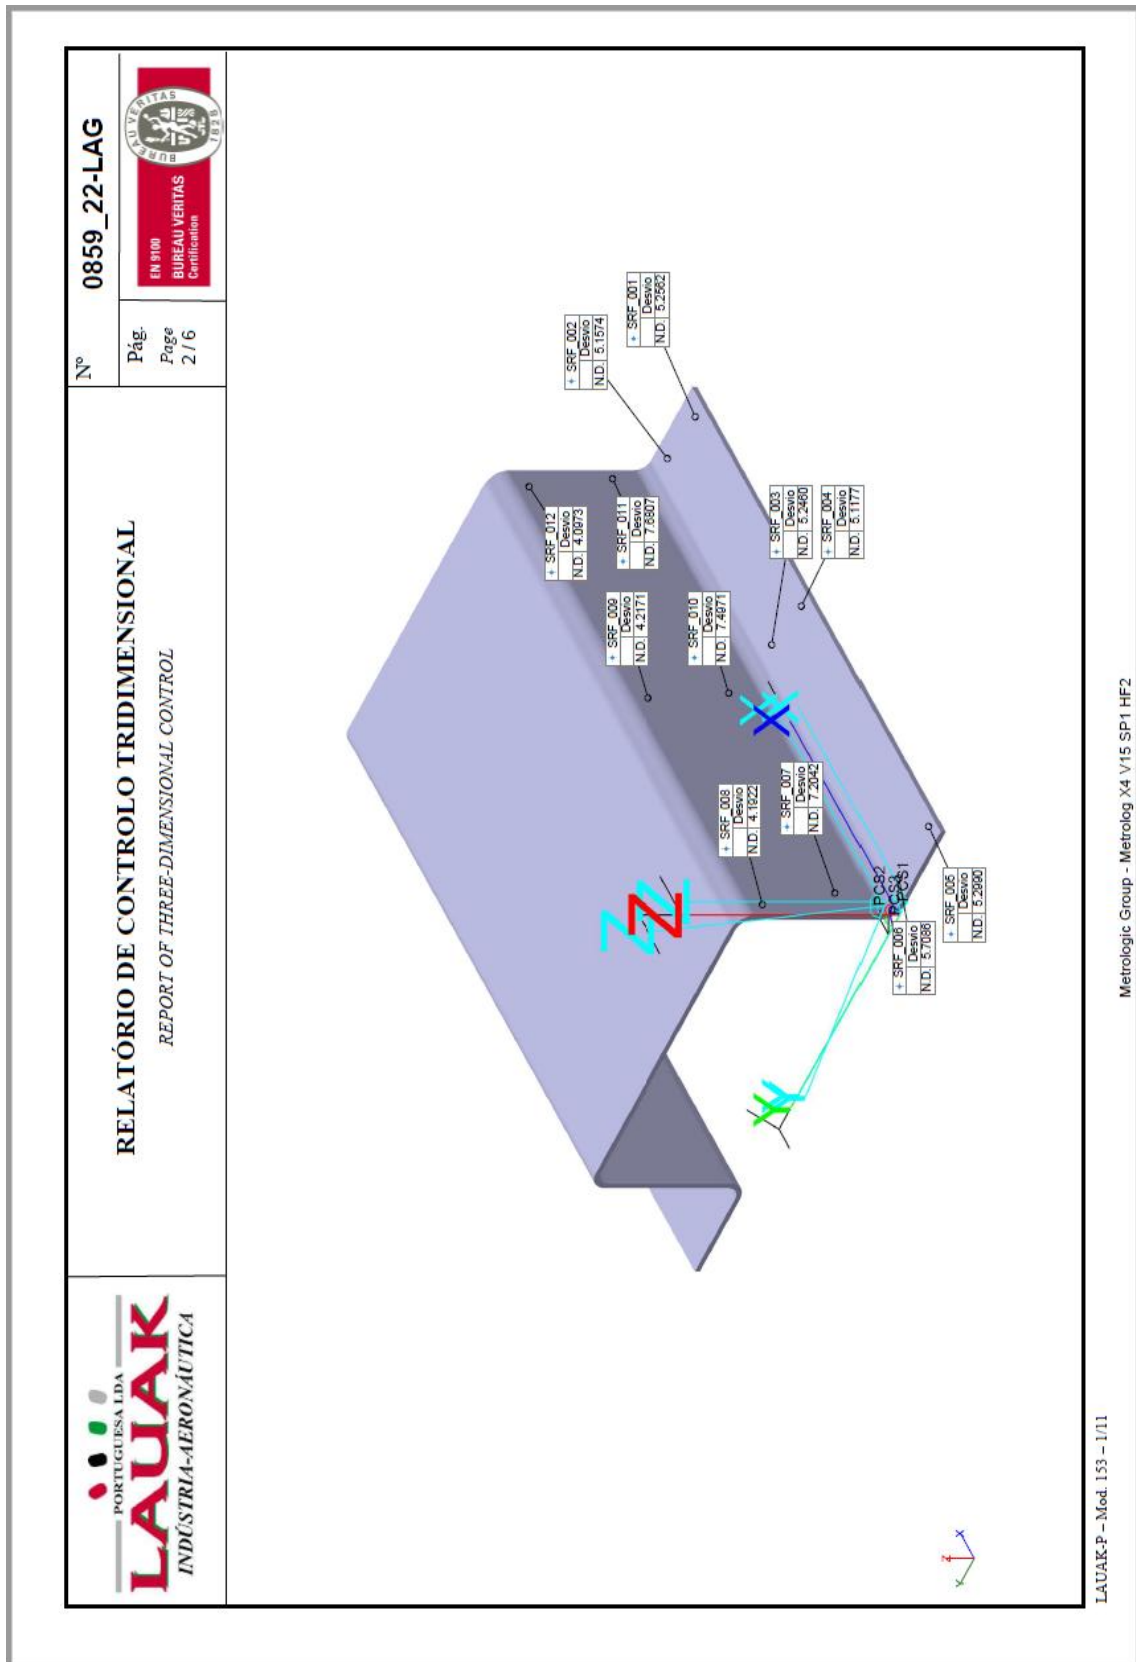 PORTUGUESA LDA
LAUAK
INDÚSTRIA-AERONÁUTICA
RELATÓRIO DE CONTROLO TRIDIMENSIONAL
REPORT OF THREE-DIMENSIONAL CONTROL
Nº
0859_22-LAG
Pág.
Page
2 / 6
EN 9100
BUREAU VERITAS
Certification
BUREAU VERITAS
1828
+ SRF_002
Desvio
N.D. 5.1574
+ SRF_001
Desvio
N.D. 5.2562
+ SRF_012
Desvio
N.D. 4.0973
+ SRF_011
Desvio
N.D. 7.6807
+ SRF_009
Desvio
N.D. 4.2171
+ SRF_010
Desvio
N.D. 7.4971
+ SRF_003
Desvio
N.D. 5.2460
+ SRF_004
Desvio
N.D. 5.1177
+ SRF_008
Desvio
N.D. 4.1922
+ SRF_007
Desvio
N.D. 7.2042
+ SRF_006
Desvio
N.D. 5.7086
+ SRF_005
Desvio
N.D. 5.2990
Z
Z
Z
X
X
X
Y
Y
PCS2
PCS3
PCS1
Z
Y
X
LAUAK-P – Mod. 153 – 1/11
Metrologic Group - Metrolog X4 V15 SP1 HF2